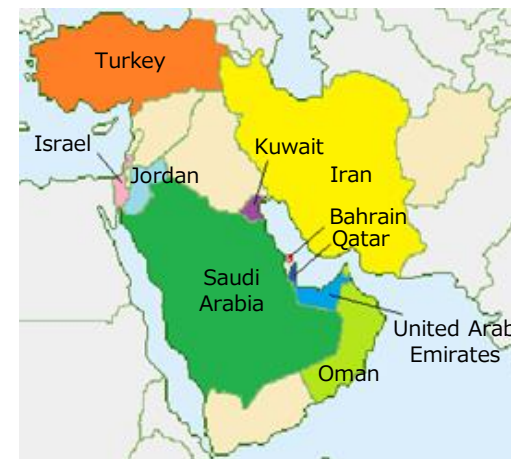 Turkey
Israel
Jordan
Kuwait
Iran
Bahrain
Qatar
Saudi
Arabia
United Arab
Emirates
Oman